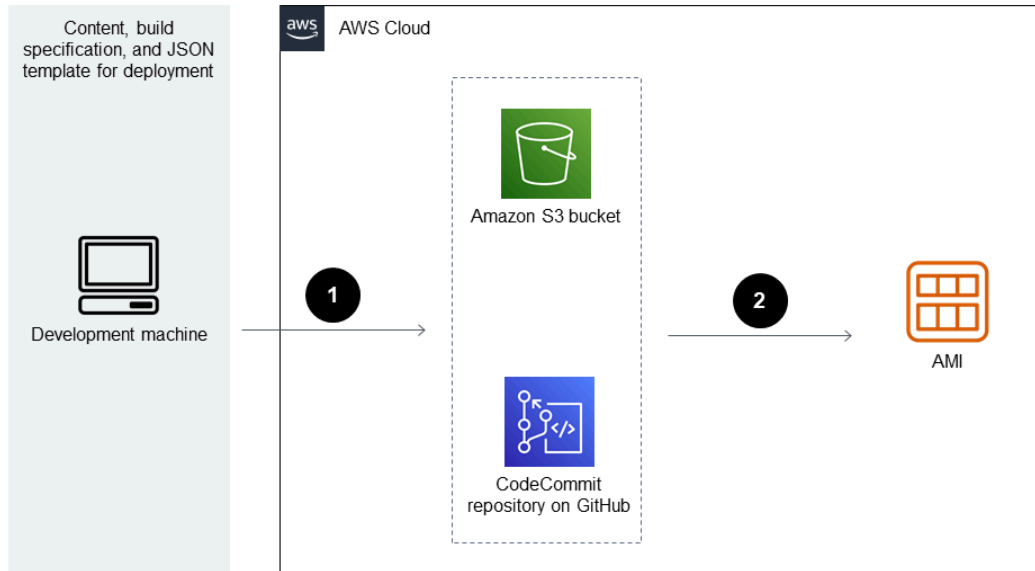 Content, build
specification, and JSON
template for deployment
aws
AWS Cloud
Amazon S3 bucket
1
2
Development machine
AMI
</>
CodeCommit
repository on GitHub